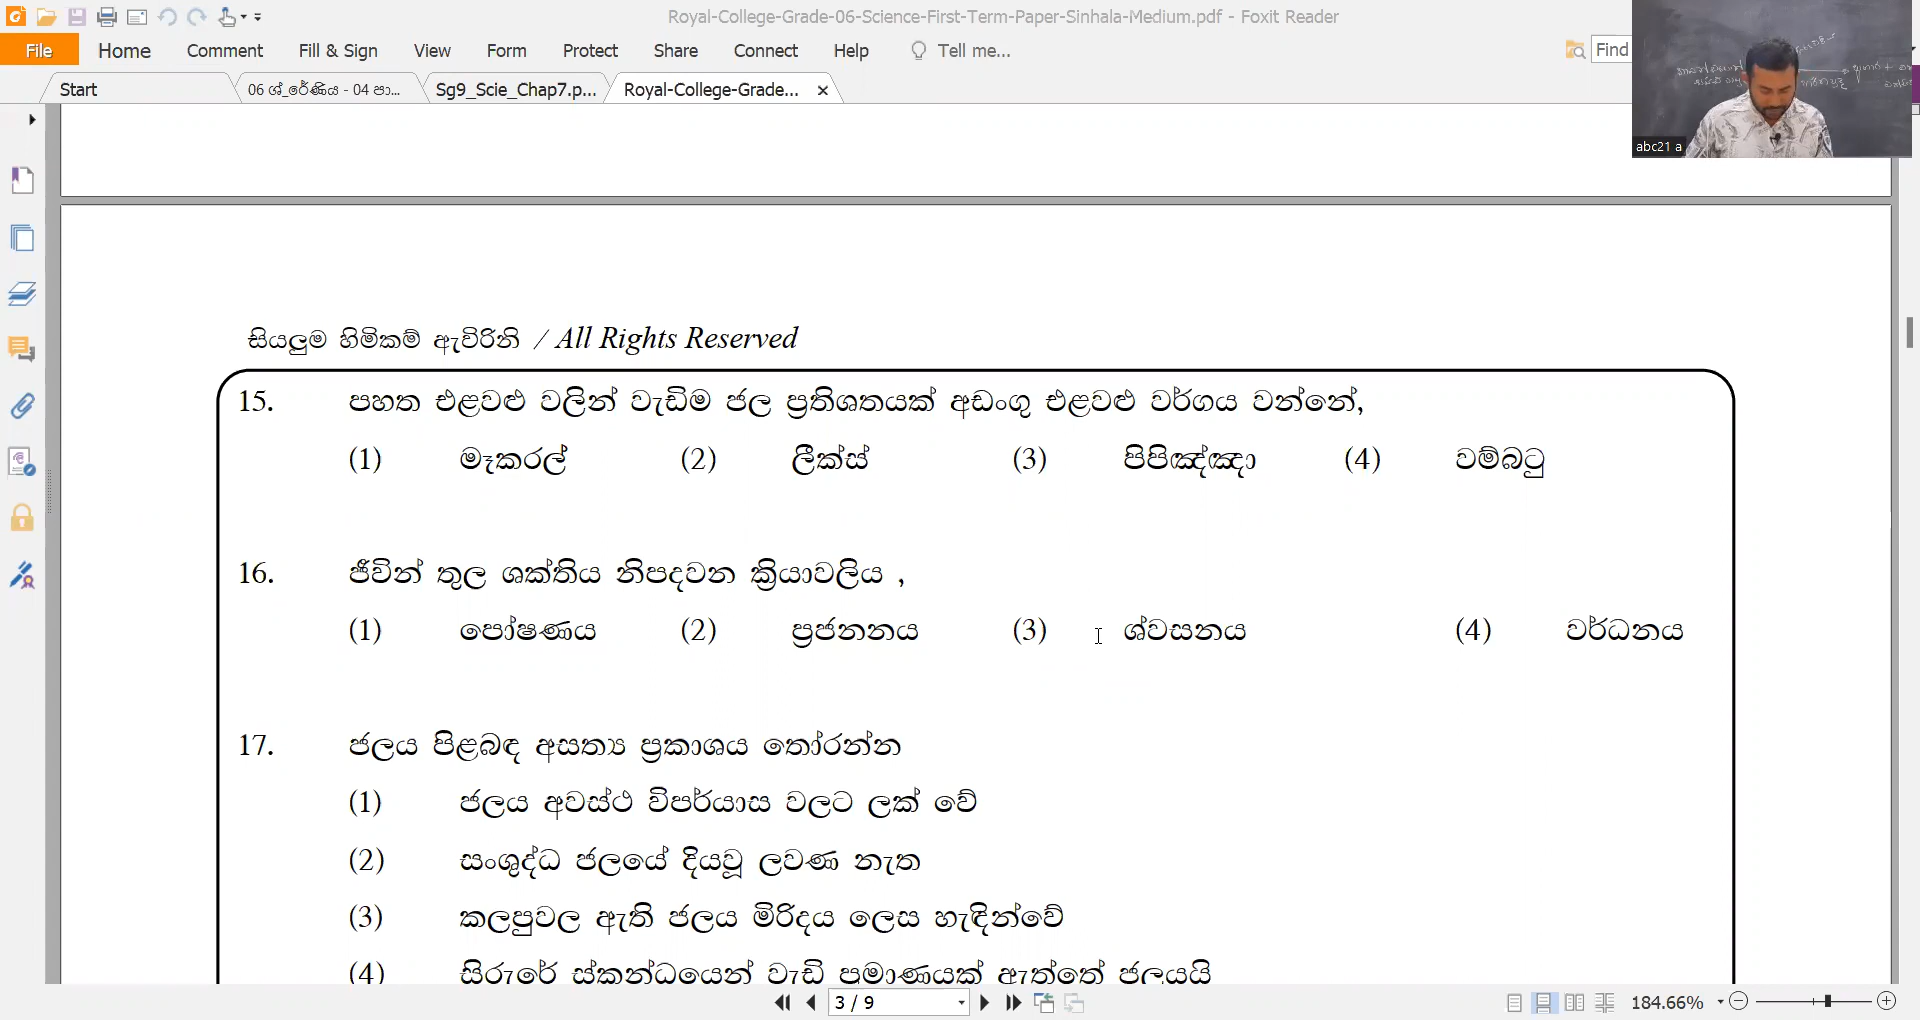 Royal-College-Grade-06-Science-First-Term-Paper-Sinhala-Medium.pdf - Foxit Reader
File Home Comment Fill & Sign View Form Protect Share Connect Help Tell me... Find
Start 06 ශ්‍රේණිය - 04 පා... Sg9_Scie_Chap7.p... Royal-College-Grade...
abc21 a
සියලුම හිමිකම් ඇවිරිනි / All Rights Reserved
15. පහත එළවළු වලින් වැඩිම ජල ප්‍රතිශතයක් අඩංගු එළවළු වර්ගය වන්නේ,
(1) මෑකරල් (2) ලීක්ස් (3) පිපිඤ්ඤා (4) වම්බටු
16. ජීවින් තුල ශක්තිය නිපදවන ක්‍රියාවලිය ,
(1) පෝෂණය (2) ප්‍රජනනය (3) ශ්වසනය (4) වර්ධනය
17. ජලය පිළබඳ අසත්‍ය ප්‍රකාශය තෝරන්න
(1) ජලය අවස්ථ විපර්යාස වලට ලක් වේ
(2) සංශුද්ධ ජලයේ දියවූ ලවණ නැත
(3) කලපුවල ඇති ජලය මිරිදිය ලෙස හැඳින්වේ
(4) සිරුරේ ස්කන්ධයෙන් වැඩි ප්‍රමාණයක් ඇත්තේ ජලයයි
3 / 9 184.66%